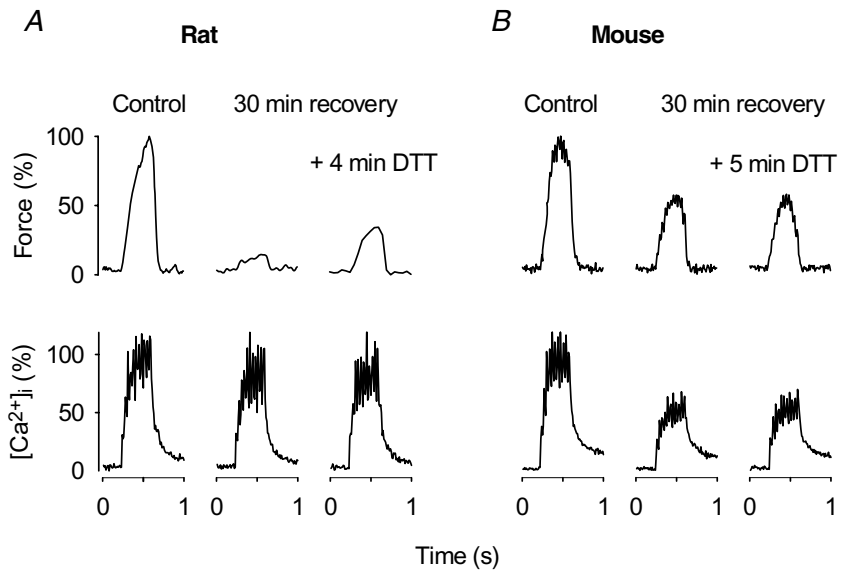 A
Rat
Control
30 min recovery
+ 4 min DTT
Force (%)
100
50
0
[Ca²⁺]i (%)
100
50
0
0 1 0 1 0 1
B
Mouse
Control
30 min recovery
+ 5 min DTT
0 1 0 1 0 1
Time (s)